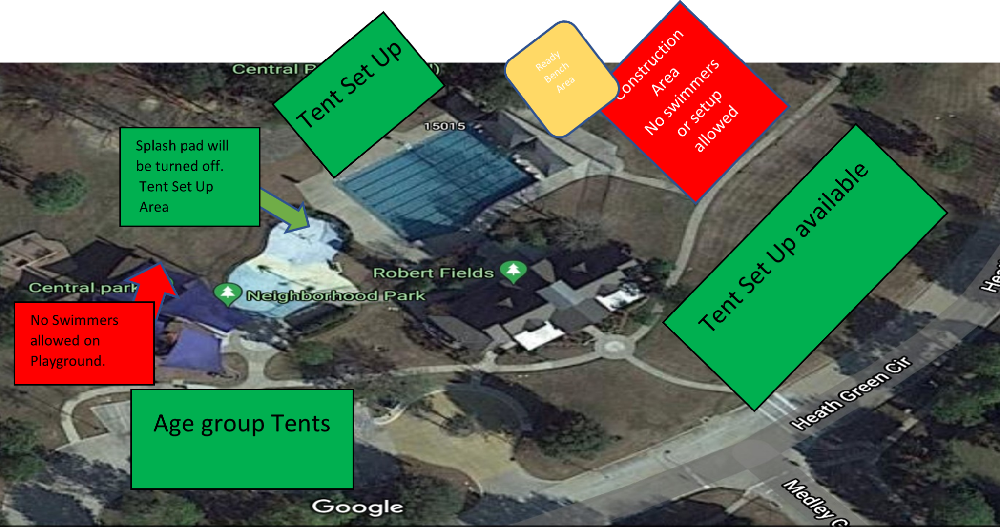 Central P
)
Tent Set Up
Ready
Bench
Area
Construction
Area
No swimmers
or setup
allowed
15015
Splash pad will
be turned off.
Tent Set Up
Area
Tent Set Up available
Robert Fields
Central park
Neighborhood Park
No Swimmers
allowed on
Playground.
Age group Tents
Heath Green Cir
Hea
Medley G
Google